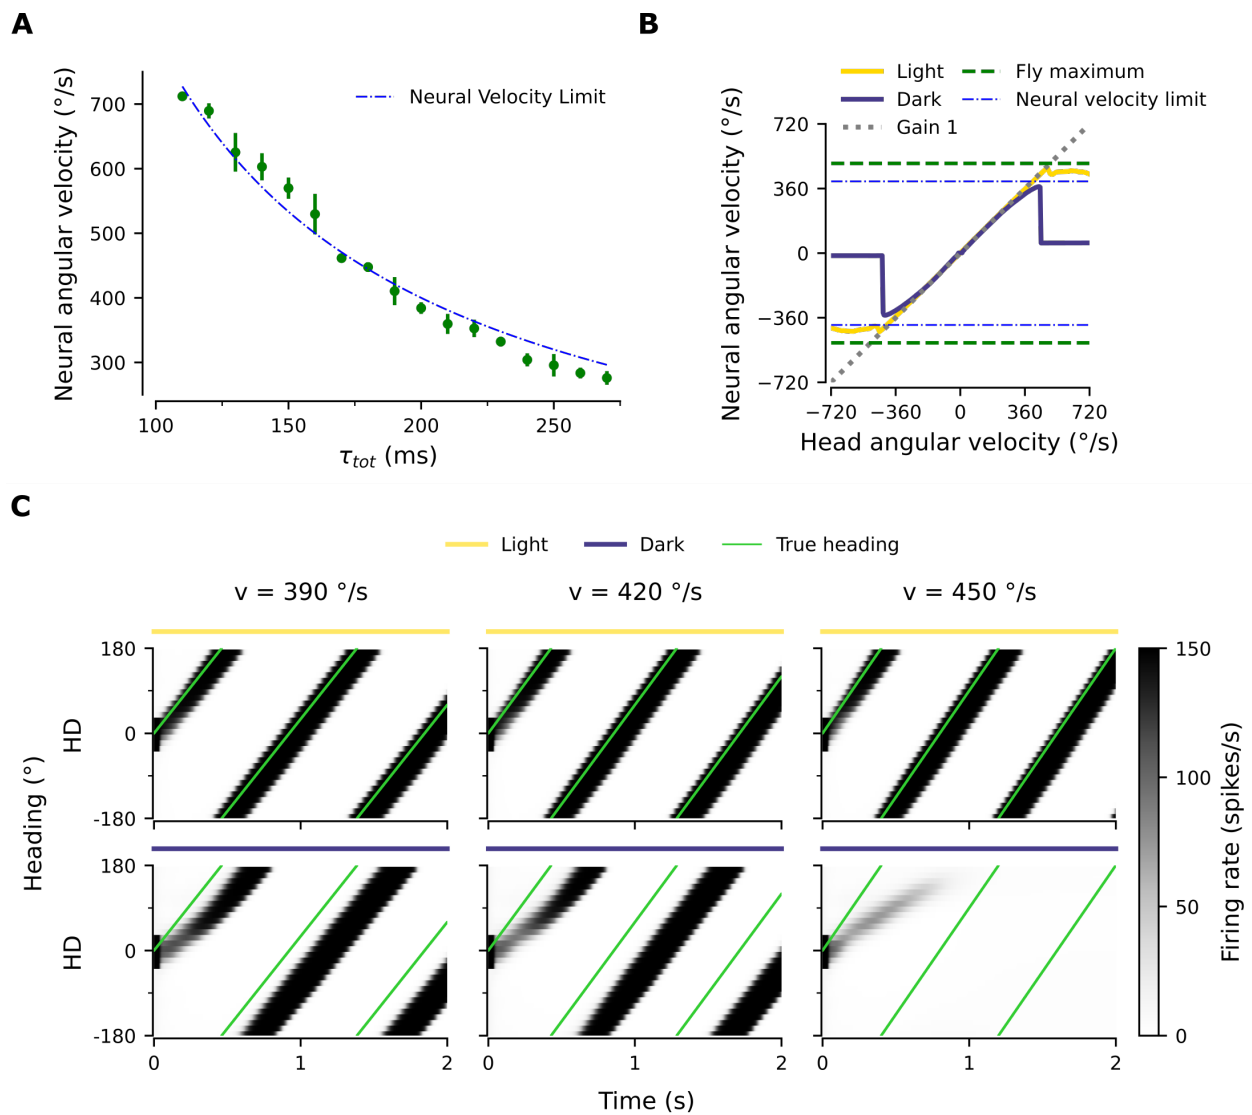 A
Neural angular velocity (°/s)
700
600
500
400
300
Neural Velocity Limit
100
150
200
250
τtot (ms)
B
Light
Dark
Gain 1
Fly maximum
Neural velocity limit
Neural angular velocity (°/s)
720
360
0
−360
−720
−720
−360
0
360
720
Head angular velocity (°/s)
C
Light
Dark
True heading
v = 390 °/s
v = 420 °/s
v = 450 °/s
Heading (°)
HD
180
0
-180
HD
180
0
-180
0
1
2
0
1
2
0
1
2
Time (s)
150
100
50
0
Firing rate (spikes/s)